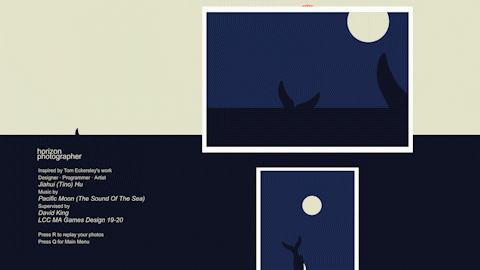 horizon
photographer
Inspired by Tom Eckersley's work
Designer · Programmer · Artist
Jiahui (Tino) Hu
Music by
Pacific Moon (The Sound Of The Sea)
Supervised by
David King
LCC MA Games Design 19-20
Press R to replay your photos
Press Q for Main Menu